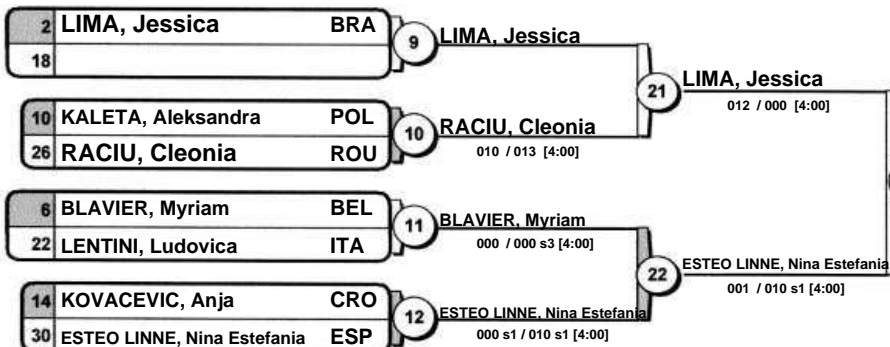 2 LIMA, Jessica BRA
18
9
LIMA, Jessica
10 KALETA, Aleksandra POL
26 RACIU, Cleonia ROU
10
RACIU, Cleonia
010 / 013 [4:00]
21
LIMA, Jessica
012 / 000 [4:00]
6 BLAVIER, Myriam BEL
22 LENTINI, Ludovica ITA
11
BLAVIER, Myriam
000 / 000 s3 [4:00]
14 KOVACEVIC, Anja CRO
30 ESTEO LINNE, Nina Estefania ESP
12
ESTEO LINNE, Nina Estefania
000 s1 / 010 s1 [4:00]
22
ESTEO LINNE, Nina Estefania
001 / 010 s1 [4:00]